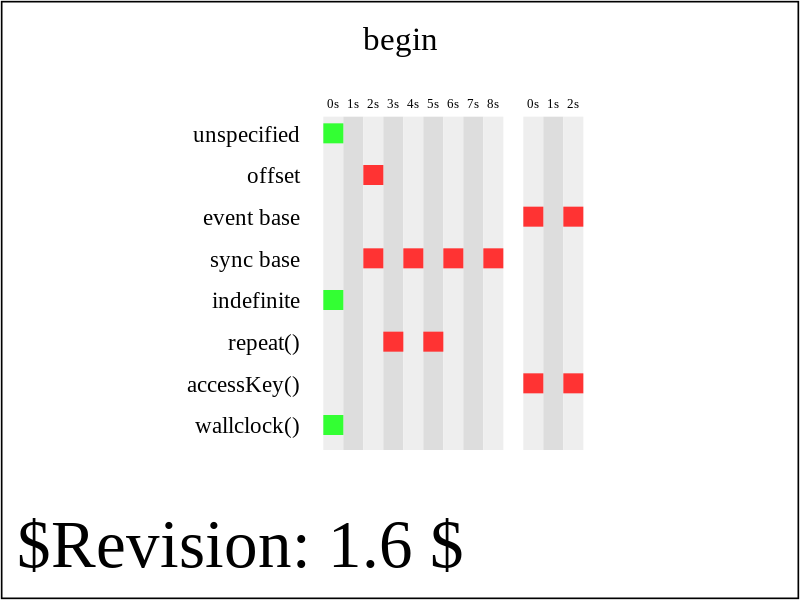 begin
0s 1s 2s 3s 4s 5s 6s 7s 8s 0s 1s 2s
unspecified
offset
event base
sync base
indefinite
repeat()
accessKey()
wallclock()
$Revision: 1.6 $